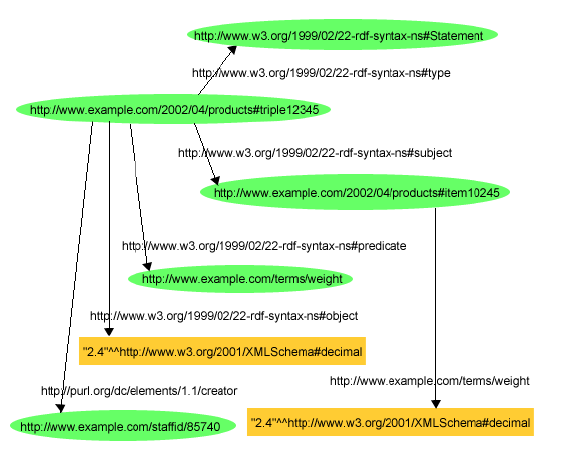 http://www.w3.org/1999/02/22-rdf-syntax-ns#Statement
http://www.w3.org/1999/02/22-rdf-syntax-ns#type
http://www.example.com/2002/04/products#triple12345
http://www.w3.org/1999/02/22-rdf-syntax-ns#subject
http://www.example.com/2002/04/products#item10245
http://www.w3.org/1999/02/22-rdf-syntax-ns#predicate
http://www.example.com/terms/weight
http://www.w3.org/1999/02/22-rdf-syntax-ns#object
"2.4"^^http://www.w3.org/2001/XMLSchema#decimal
http://www.example.com/terms/weight
http://purl.org/dc/elements/1.1/creator
"2.4"^^http://www.w3.org/2001/XMLSchema#decimal
http://www.example.com/staffid/85740